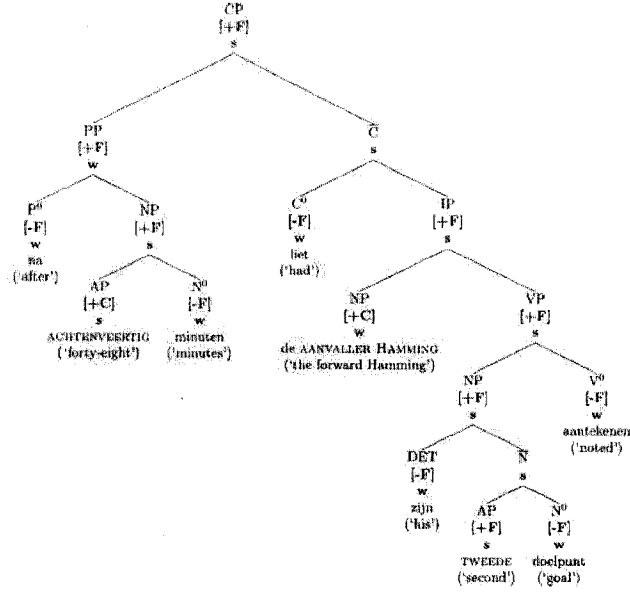 CP
[+F]
s
PP
[+F]
w
C̄
s
P⁰
[-F]
w
na
('after')
NP
[+F]
s
C⁰
[-F]
w
liet
('had')
IP
[+F]
s
AP
[+C]
s
ACHTENVEERTIG
('forty-eight')
N⁰
[-F]
w
minuten
('minutes')
NP
[+C]
w
de AANVALLER HAMMING
('the forward Hamming')
VP
[+F]
s
NP
[+F]
s
V⁰
[-F]
w
aantekenen
('noted')
DET
[-F]
w
zijn
('his')
N̄
s
AP
[+F]
s
TWEEDE
('second')
N⁰
[-F]
w
doelpunt
('goal')